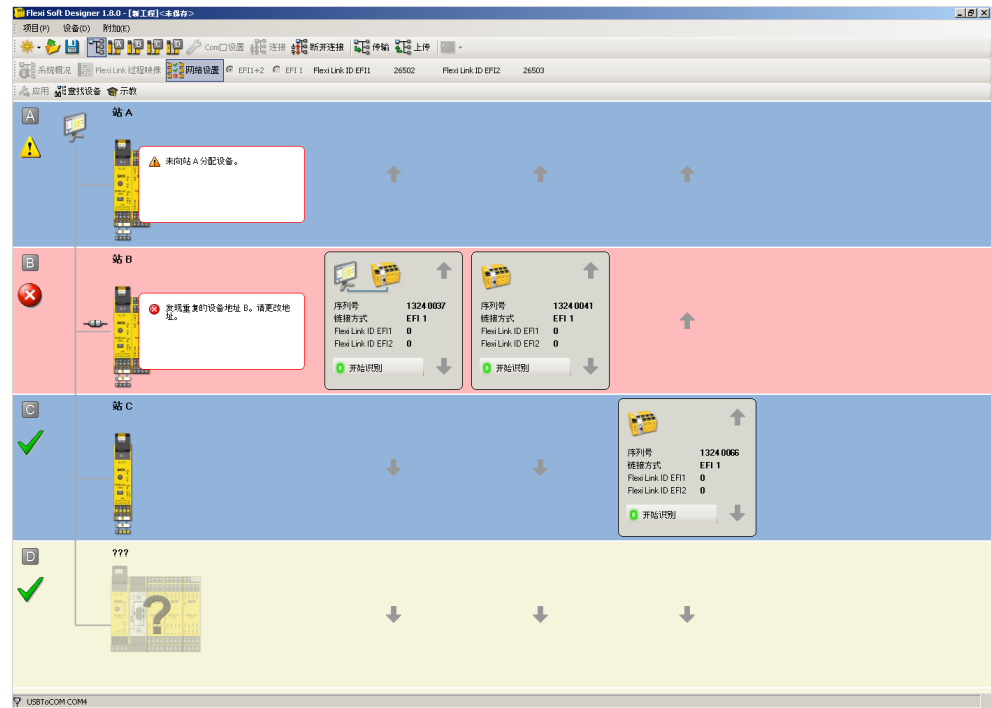 Flexi Soft Designer 1.8.0 - [新工程]<未保存>
项目(P) 设备(D) 附加(E)
A B C D Com口设置 连接 断开连接 传输 上传
系统概况 Flexi Link 过程映像 网络设置 EFI1+2 EFI 1 Flexi Link ID EFI1 26502 Flexi Link ID EFI2 26503
应用 查找设备 示教
A 站 A
未向站 A 分配设备。
B 站 B
发现重复的设备地址 B。请更改地
址。
序列号 1324 0037
链接方式 EFI 1
Flexi Link ID EFI1 0
Flexi Link ID EFI2 0
开始识别
序列号 1324 0041
链接方式 EFI 1
Flexi Link ID EFI1 0
Flexi Link ID EFI2 0
开始识别
C 站 C
序列号 1324 0066
链接方式 EFI 1
Flexi Link ID EFI1 0
Flexi Link ID EFI2 0
开始识别
D ???
?
USBToCOM COM4